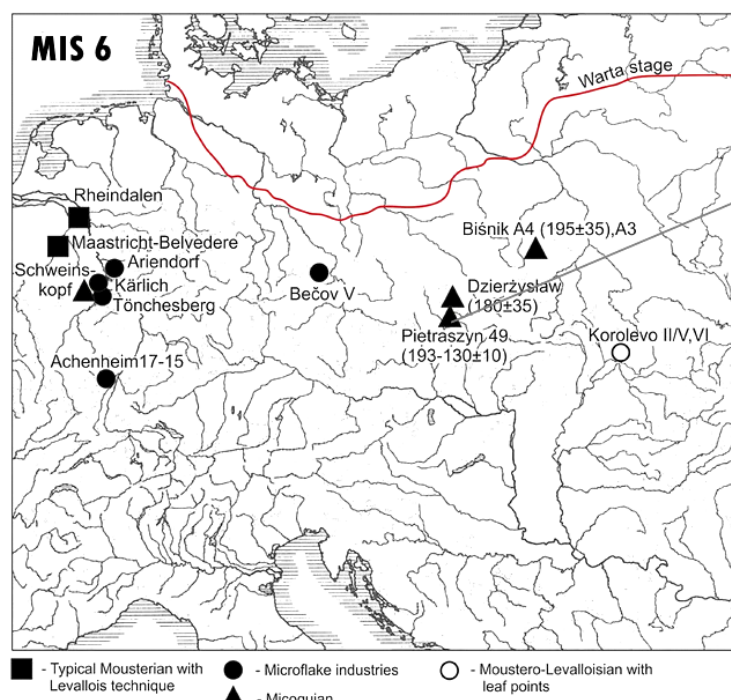 MIS 6
Warta stage
Rheindalen
Maastricht-Belvedere
Biśnik A4 (195±35),A3
Schweins-
kopf
Ariendorf
Kärlich
Tönchesberg
Bečov V
Dzierżysław
(180±35)
Pietraszyn 49
(193-130±10)
Korolevo II/V,VI
Achenheim17-15
- Typical Mousterian with
Levallois technique
- Microflake industries
- Micoquian
- Moustero-Levalloisian with
leaf points